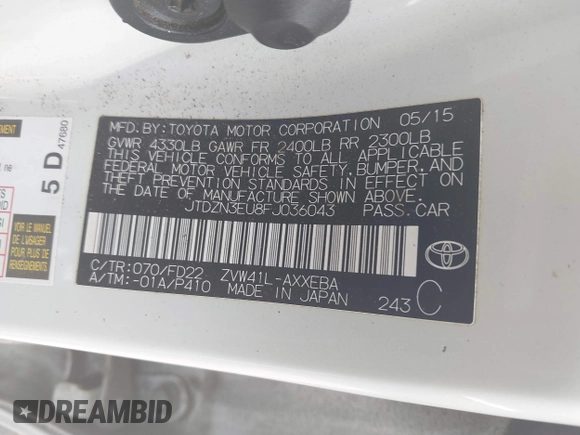 MFD. BY: TOYOTA MOTOR CORPORATION 05/15
GVWR 4330LB GAWR FR 2400LB RR 2300LB
THIS VEHICLE CONFORMS TO ALL APPLICABLE
FEDERAL MOTOR VEHICLE SAFETY, BUMPER, AND
THEFT PREVENTION STANDARDS IN EFFECT ON
THE DATE OF MANUFACTURE SHOWN ABOVE.
JTDZN3EU8FJ036043 PASS. CAR
C/TR: 070/FD22 ZVW41L-AXXEBA
A/TM: -01A/P410 MADE IN JAPAN 243 C
TOYOTA
5 D 47680
DREAMBID